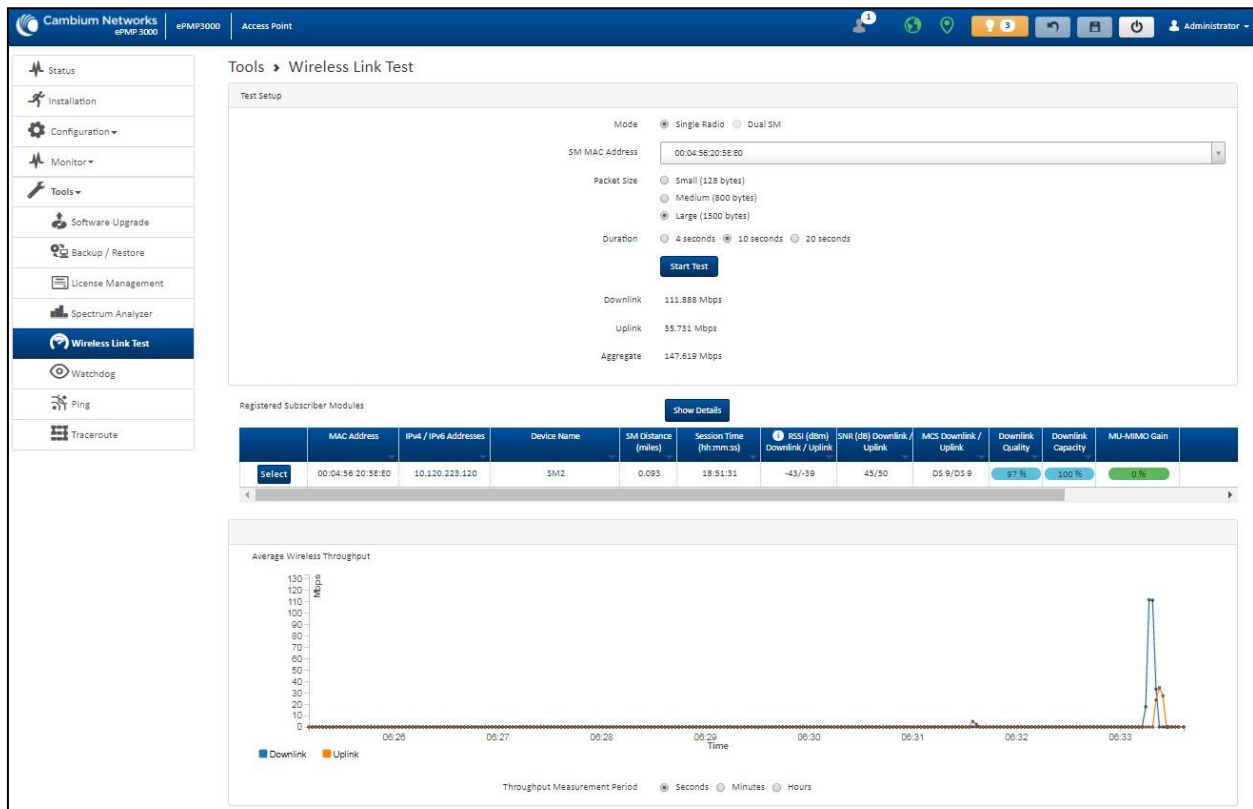 Cambium Networks
ePMP 3000
ePMP3000
Access Point
1
3
Administrator
Status
Installation
Configuration
Monitor
Tools
Software Upgrade
Backup / Restore
License Management
Spectrum Analyzer
Wireless Link Test
Watchdog
Ping
Traceroute
Tools > Wireless Link Test
Test Setup
Mode Single Radio Dual SM
SM MAC Address 00:04:56:20:5E:E0
Packet Size Small (128 bytes)
Medium (800 bytes)
Large (1500 bytes)
Duration 4 seconds 10 seconds 20 seconds
Start Test
Downlink 111.888 Mbps
Uplink 35.731 Mbps
Aggregate 147.619 Mbps
Registered Subscriber Modules Show Details
MAC Address IPv4 / IPv6 Addresses Device Name SM Distance (miles) Session Time (hh:mm:ss) RSSI (dBm) Downlink / Uplink SNR (dB) Downlink / Uplink MCS Downlink / Uplink Downlink Quality Downlink Capacity MU-MIMO Gain
Select 00:04:56:20:5E:E0 10.120.223.120 SM2 0.093 18:51:31 -43/-39 45/50 DS 9/DS 9 97 % 100 % 0 %
Average Wireless Throughput
Mbps
130
120
110
100
90
80
70
60
50
40
30
20
10
0
06:26 06:27 06:28 06:29 06:30 06:31 06:32 06:33
Time
Downlink Uplink
Throughput Measurement Period Seconds Minutes Hours